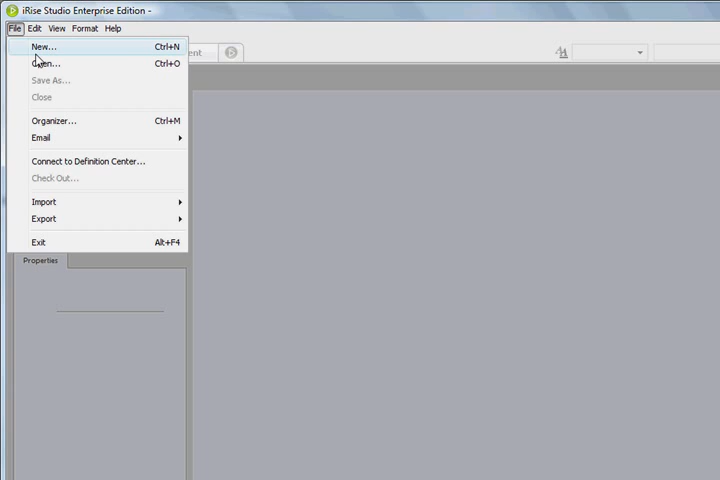 iRise Studio Enterprise Edition -
File Edit View Format Help
New... Ctrl+N
Open... Ctrl+O
Save As...
Close
Organizer... Ctrl+M
Email
Connect to Definition Center...
Check Out...
Import
Export
Exit Alt+F4
Properties